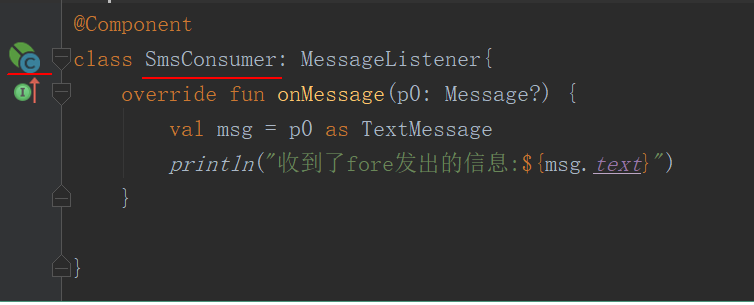 @Component
class SmsConsumer: MessageListener{
override fun onMessage(p0: Message?) {
val msg = p0 as TextMessage
println("收到了fore发出的信息:${msg.text}")
}
}